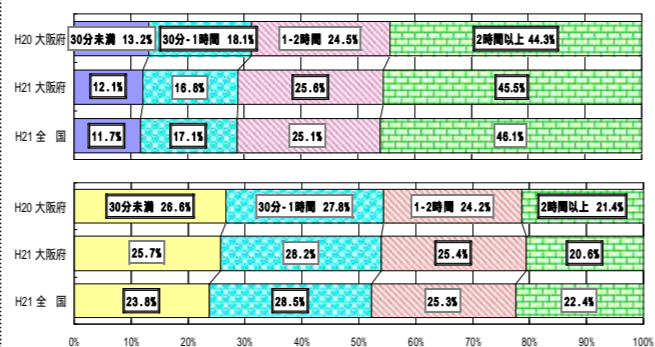 H20 大阪府 30分未満 13.2% 30分-1時間 18.1% 1-2時間 24.5% 2時間以上 44.3%
H21 大阪府 12.1% 16.8% 25.6% 45.5%
H21 全　国 11.7% 17.1% 25.1% 46.1%
H20 大阪府 30分未満 26.6% 30分-1時間 27.8% 1-2時間 24.2% 2時間以上 21.4%
H21 大阪府 25.7% 28.2% 25.4% 20.6%
H21 全　国 23.8% 28.5% 25.3% 22.4%
0% 10% 20% 30% 40% 50% 60% 70% 80% 90% 100%